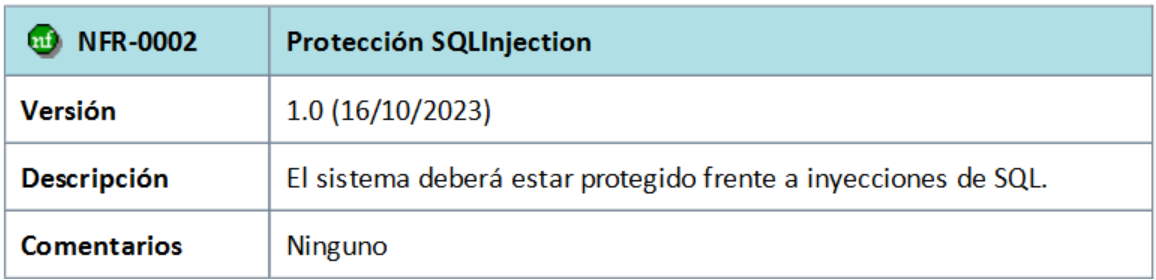 nf NFR-0002 Protección SQLInjection
Versión 1.0 (16/10/2023)
Descripción El sistema deberá estar protegido frente a inyecciones de SQL.
Comentarios Ninguno